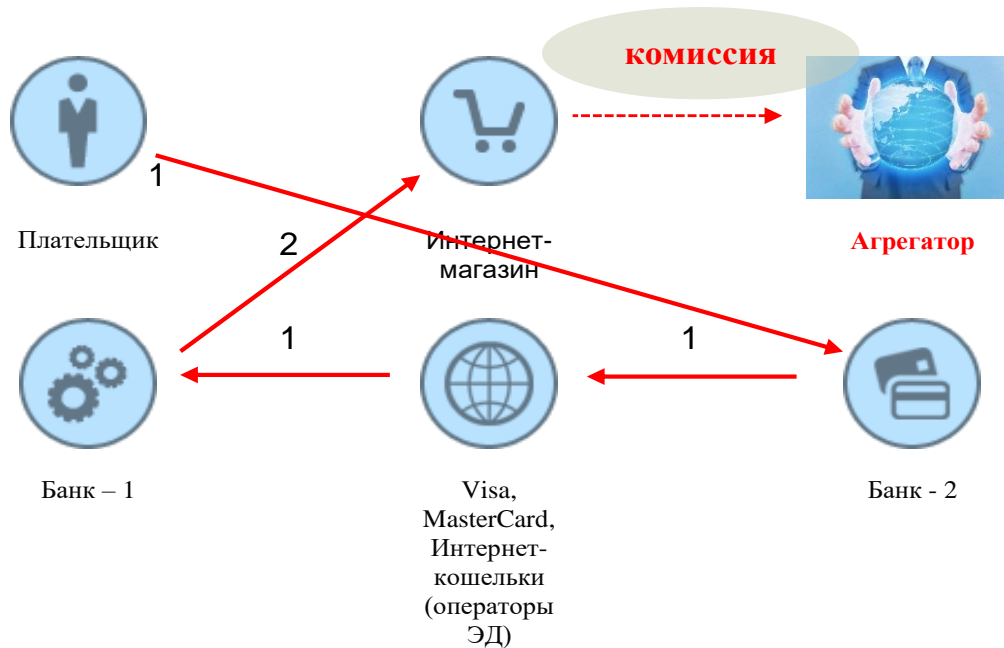 комиссия
1
Плательщик
2
Интернет-
магазин
Агрегатор
1
1
Банк – 1
Visa,
MasterCard,
Интернет-
кошельки
(операторы
ЭД)
Банк - 2